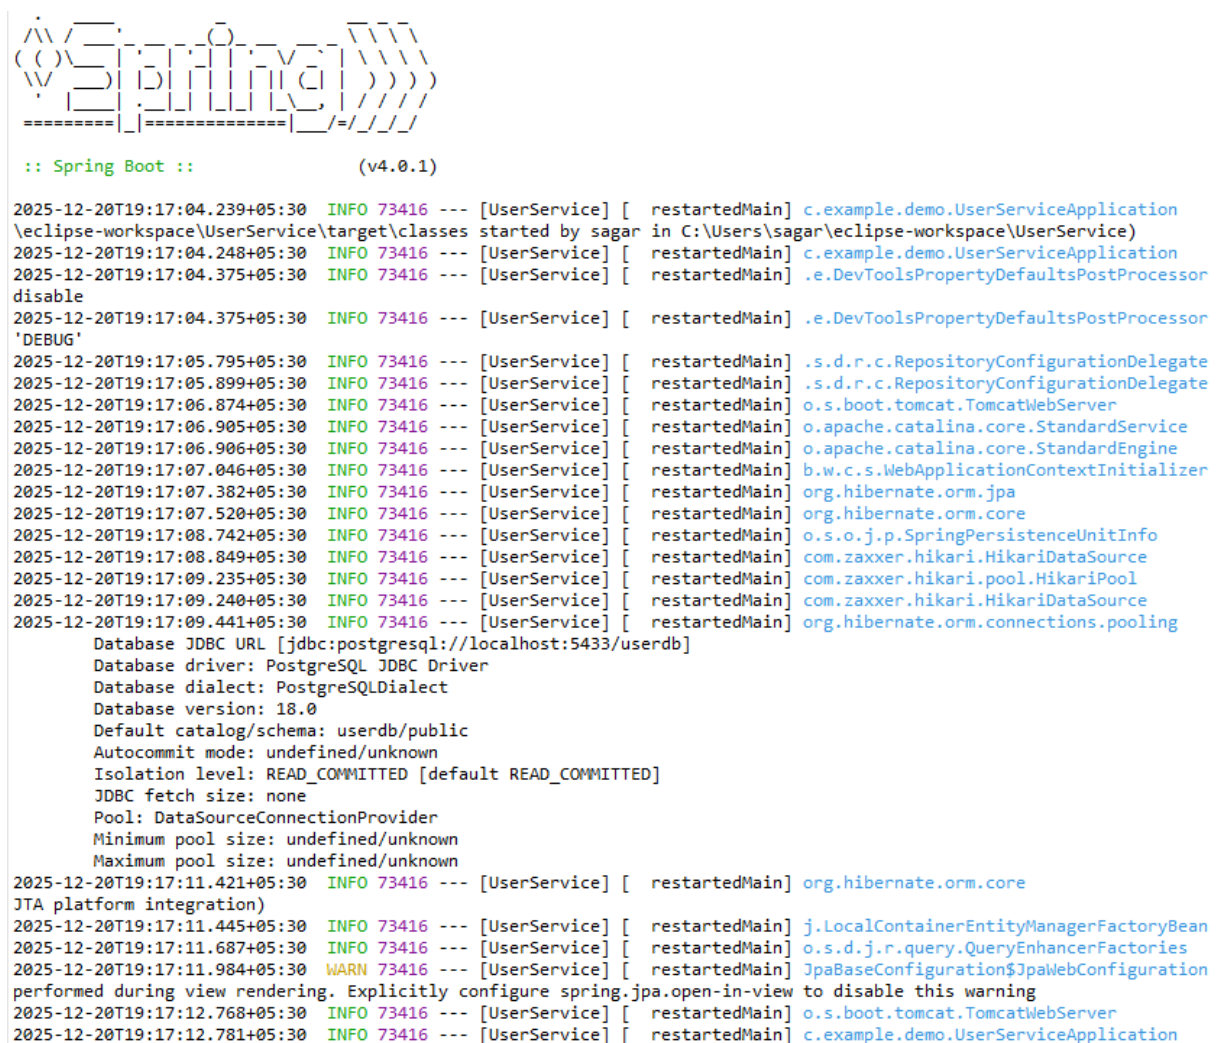 .   ____          _            __ _ _
 /\\ / ___'_ __ _ _(_)_ __  __ _ \ \ \ \
( ( )\___ | '_ | '_| | '_ \/ _` | \ \ \ \
 \\/  ___)| |_)| | | | | || (_| |  ) ) ) )
  '  |____| .__|_| |_|_| |_\__, | / / / /
 =========|_|==============|___/=/_/_/_/
 :: Spring Boot ::                (v4.0.1)
2025-12-20T19:17:04.239+05:30  INFO 73416 --- [UserService] [  restartedMain] c.example.demo.UserServiceApplication
\eclipse-workspace\UserService\target\classes started by sagar in C:\Users\sagar\eclipse-workspace\UserService)
2025-12-20T19:17:04.248+05:30  INFO 73416 --- [UserService] [  restartedMain] c.example.demo.UserServiceApplication
2025-12-20T19:17:04.375+05:30  INFO 73416 --- [UserService] [  restartedMain] .e.DevToolsPropertyDefaultsPostProcessor
disable
2025-12-20T19:17:04.375+05:30  INFO 73416 --- [UserService] [  restartedMain] .e.DevToolsPropertyDefaultsPostProcessor
'DEBUG'
2025-12-20T19:17:05.795+05:30  INFO 73416 --- [UserService] [  restartedMain] .s.d.r.c.RepositoryConfigurationDelegate
2025-12-20T19:17:05.899+05:30  INFO 73416 --- [UserService] [  restartedMain] .s.d.r.c.RepositoryConfigurationDelegate
2025-12-20T19:17:06.874+05:30  INFO 73416 --- [UserService] [  restartedMain] o.s.boot.tomcat.TomcatWebServer
2025-12-20T19:17:06.905+05:30  INFO 73416 --- [UserService] [  restartedMain] o.apache.catalina.core.StandardService
2025-12-20T19:17:06.906+05:30  INFO 73416 --- [UserService] [  restartedMain] o.apache.catalina.core.StandardEngine
2025-12-20T19:17:07.046+05:30  INFO 73416 --- [UserService] [  restartedMain] b.w.c.s.WebApplicationContextInitializer
2025-12-20T19:17:07.382+05:30  INFO 73416 --- [UserService] [  restartedMain] org.hibernate.orm.jpa
2025-12-20T19:17:07.520+05:30  INFO 73416 --- [UserService] [  restartedMain] org.hibernate.orm.core
2025-12-20T19:17:08.742+05:30  INFO 73416 --- [UserService] [  restartedMain] o.s.o.j.p.SpringPersistenceUnitInfo
2025-12-20T19:17:08.849+05:30  INFO 73416 --- [UserService] [  restartedMain] com.zaxxer.hikari.HikariDataSource
2025-12-20T19:17:09.235+05:30  INFO 73416 --- [UserService] [  restartedMain] com.zaxxer.hikari.pool.HikariPool
2025-12-20T19:17:09.240+05:30  INFO 73416 --- [UserService] [  restartedMain] com.zaxxer.hikari.HikariDataSource
2025-12-20T19:17:09.441+05:30  INFO 73416 --- [UserService] [  restartedMain] org.hibernate.orm.connections.pooling
        Database JDBC URL [jdbc:postgresql://localhost:5433/userdb]
        Database driver: PostgreSQL JDBC Driver
        Database dialect: PostgreSQLDialect
        Database version: 18.0
        Default catalog/schema: userdb/public
        Autocommit mode: undefined/unknown
        Isolation level: READ_COMMITTED [default READ_COMMITTED]
        JDBC fetch size: none
        Pool: DataSourceConnectionProvider
        Minimum pool size: undefined/unknown
        Maximum pool size: undefined/unknown
2025-12-20T19:17:11.421+05:30  INFO 73416 --- [UserService] [  restartedMain] org.hibernate.orm.core
JTA platform integration)
2025-12-20T19:17:11.445+05:30  INFO 73416 --- [UserService] [  restartedMain] j.LocalContainerEntityManagerFactoryBean
2025-12-20T19:17:11.687+05:30  INFO 73416 --- [UserService] [  restartedMain] o.s.d.j.r.query.QueryEnhancerFactories
2025-12-20T19:17:11.984+05:30  WARN 73416 --- [UserService] [  restartedMain] JpaBaseConfiguration$JpaWebConfiguration
performed during view rendering. Explicitly configure spring.jpa.open-in-view to disable this warning
2025-12-20T19:17:12.768+05:30  INFO 73416 --- [UserService] [  restartedMain] o.s.boot.tomcat.TomcatWebServer
2025-12-20T19:17:12.781+05:30  INFO 73416 --- [UserService] [  restartedMain] c.example.demo.UserServiceApplication